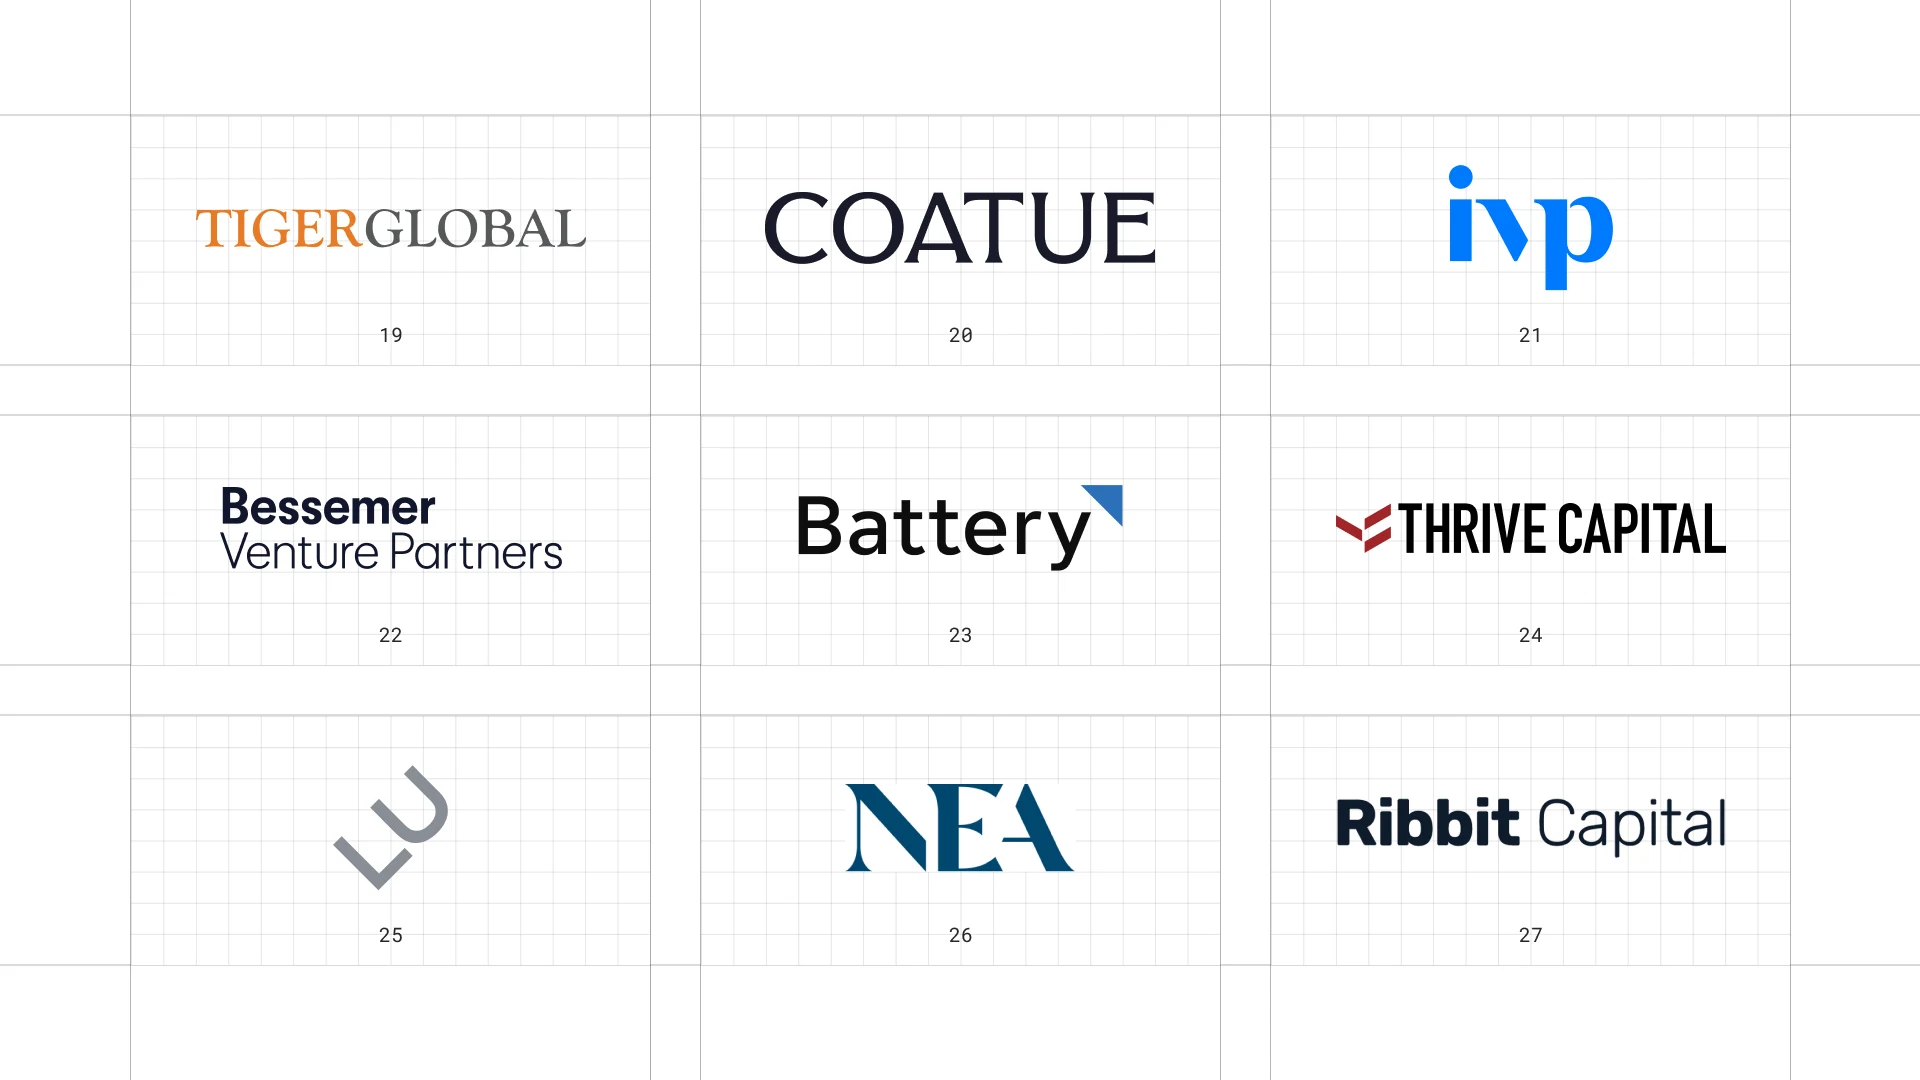 TIGERGLOBAL
19
COATUE
20
ivp
21
Bessemer
Venture Partners
22
Battery
23
THRIVE CAPITAL
24
LU
25
NEA
26
Ribbit Capital
27